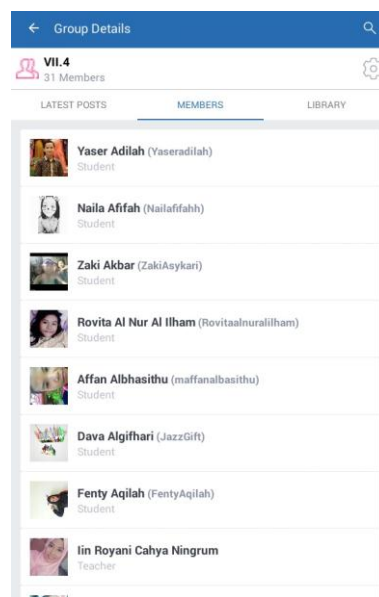 Group Details
VII.4
31 Members
LATEST POSTS
MEMBERS
LIBRARY
Yaser Adilah (Yaseradilah)
Student
Naila Afifah (Nailafifahh)
Student
Zaki Akbar (ZakiAsykari)
Student
Rovita Al Nur Al Ilham (Rovitaalnuralilham)
Student
Affan Albhasithu (maffanalbasithu)
Student
Dava Algifhari (JazzGift)
Student
Fenty Aqilah (FentyAqilah)
Student
Iin Royani Cahya Ningrum
Teacher